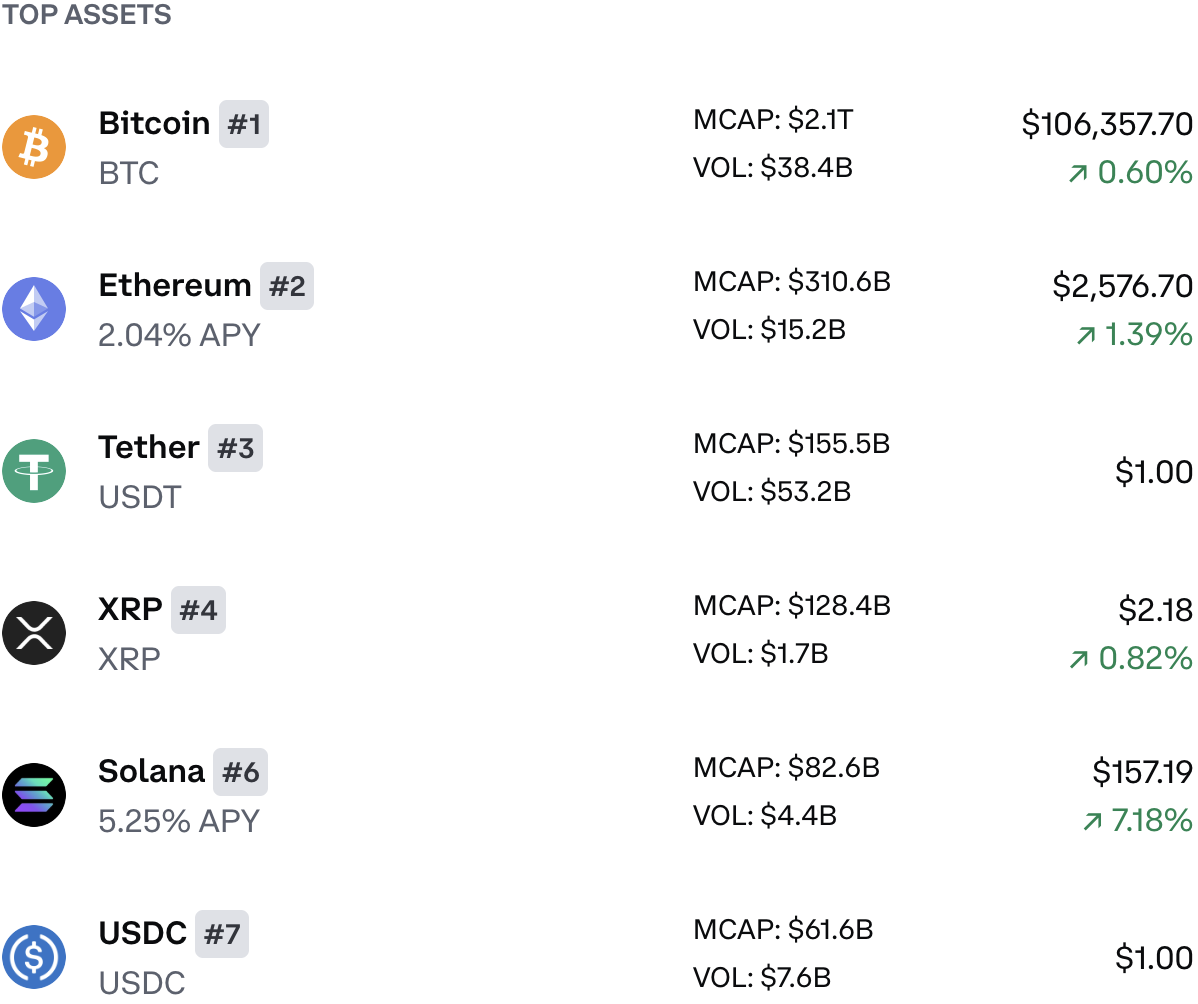 TOP ASSETS
Bitcoin #1
BTC
MCAP: $2.1T
VOL: $38.4B
$106,357.70
↗ 0.60%
Ethereum #2
2.04% APY
MCAP: $310.6B
VOL: $15.2B
$2,576.70
↗ 1.39%
Tether #3
USDT
MCAP: $155.5B
VOL: $53.2B
$1.00
XRP #4
XRP
MCAP: $128.4B
VOL: $1.7B
$2.18
↗ 0.82%
Solana #6
5.25% APY
MCAP: $82.6B
VOL: $4.4B
$157.19
↗ 7.18%
USDC #7
USDC
MCAP: $61.6B
VOL: $7.6B
$1.00